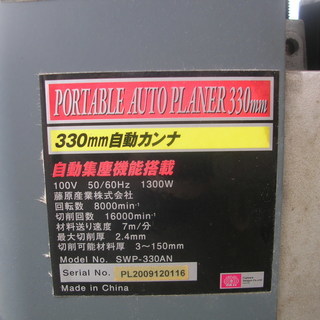 PORTABLE AUTO PLANER 330mm
330mm自動カンナ
自動集塵機能搭載
100V 50/60Hz 1300W
藤原産業株式会社
回転数 8000min⁻¹
切削回数 16000min⁻¹
材料送り速度 7m/分
最大切削厚 2.4mm
切削可能材料厚 3～150mm
Model No. SWP-330AN
Serial No. PL2009120116
Made in China